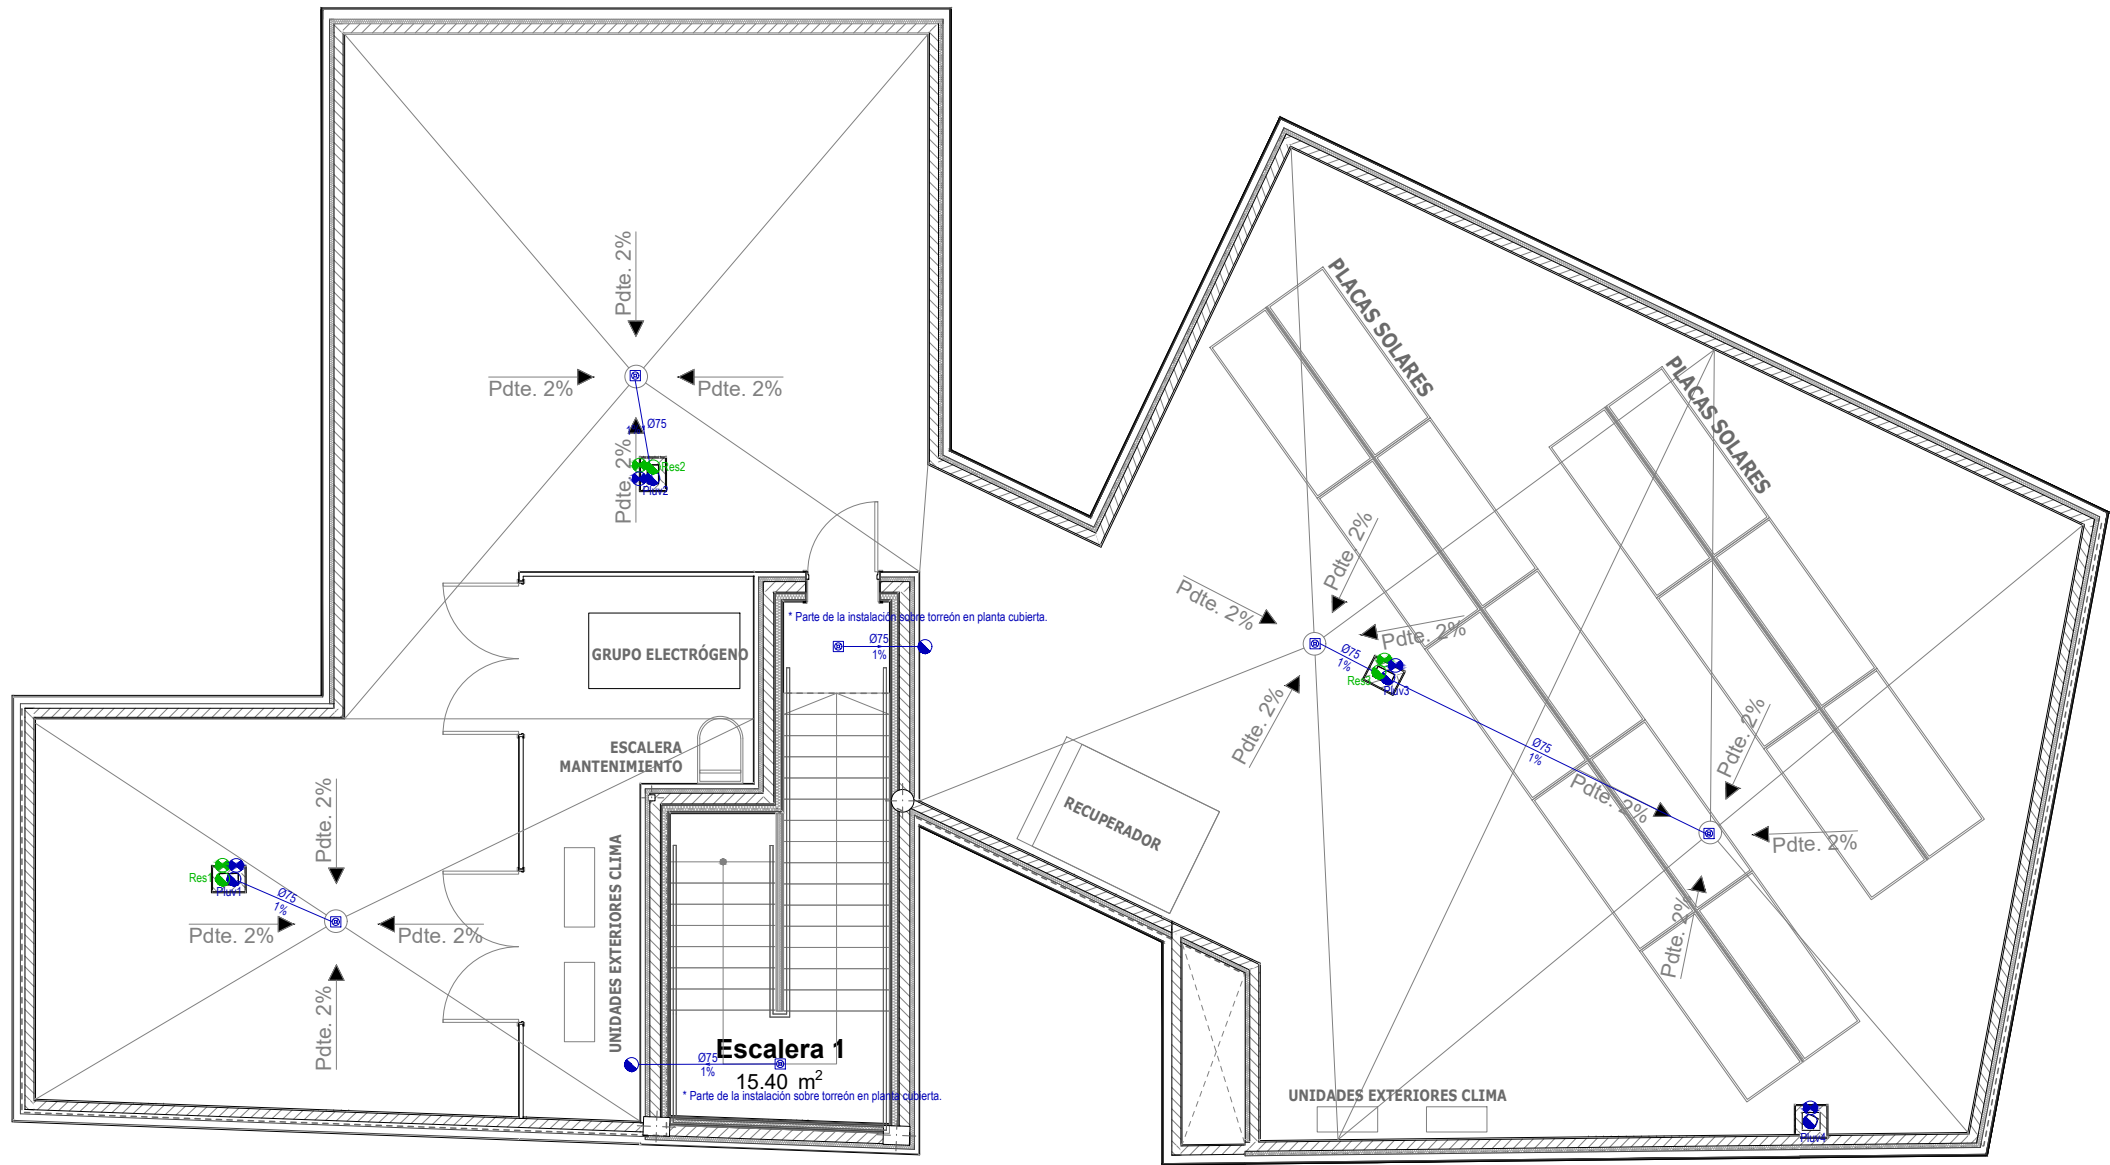 Pdte. 2%
Pdte. 2%
Pdte. 2%
Ø75
Pdte. 2%
Res2
Pluv2
PLACAS SOLARES
PLACAS SOLARES
Pdte. 2%
Pdte. 2%
Pdte. 2%
Pdte. 2%
Ø75
1%
Res3
Pluv3
Ø75
1%
Pdte. 2%
Pdte. 2%
Pdte. 2%
Pdte. 2%
* Parte de la instalación sobre torreón en planta cubierta.
Ø75
1%
GRUPO ELECTRÓGENO
ESCALERA
MANTENIMIENTO
RECUPERADOR
Pdte. 2%
Res1
Pluv1
Ø75
1%
Pdte. 2%
Pdte. 2%
Pdte. 2%
UNIDADES EXTERIORES CLIMA
Escalera 1
Ø75
1%
15.40 m²
* Parte de la instalación sobre torreón en planta cubierta.
UNIDADES EXTERIORES CLIMA
Pluv4